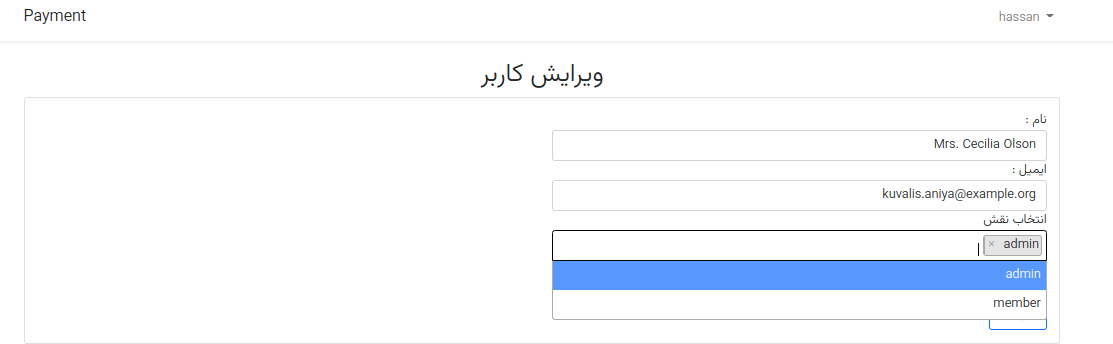 Payment
hassan
ویرایش کاربر
نام :
Mrs. Cecilia Olson
ایمیل :
kuvalis.aniya@example.org
انتخاب نقش
× admin
admin
member